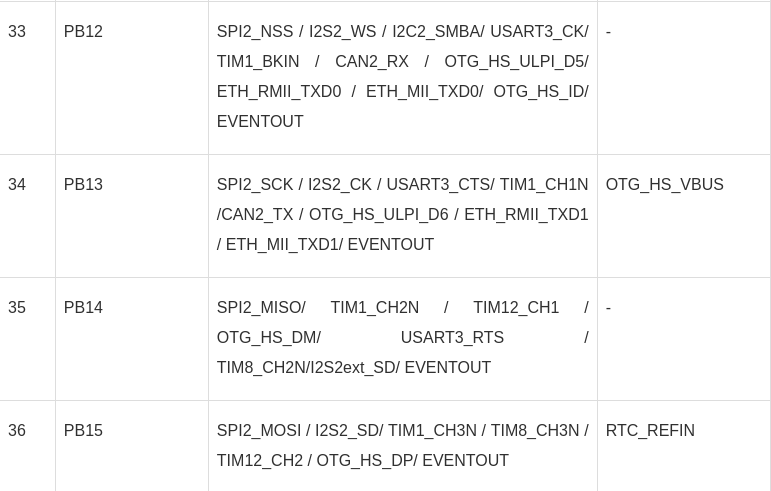 33 PB12 SPI2_NSS / I2S2_WS / I2C2_SMBA/ USART3_CK/ -
TIM1_BKIN / CAN2_RX / OTG_HS_ULPI_D5/
ETH_RMII_TXD0 / ETH_MII_TXD0/ OTG_HS_ID/
EVENTOUT
34 PB13 SPI2_SCK / I2S2_CK / USART3_CTS/ TIM1_CH1N OTG_HS_VBUS
/CAN2_TX / OTG_HS_ULPI_D6 / ETH_RMII_TXD1
/ ETH_MII_TXD1/ EVENTOUT
35 PB14 SPI2_MISO/ TIM1_CH2N / TIM12_CH1 / -
OTG_HS_DM/ USART3_RTS /
TIM8_CH2N/I2S2ext_SD/ EVENTOUT
36 PB15 SPI2_MOSI / I2S2_SD/ TIM1_CH3N / TIM8_CH3N / RTC_REFIN
TIM12_CH2 / OTG_HS_DP/ EVENTOUT